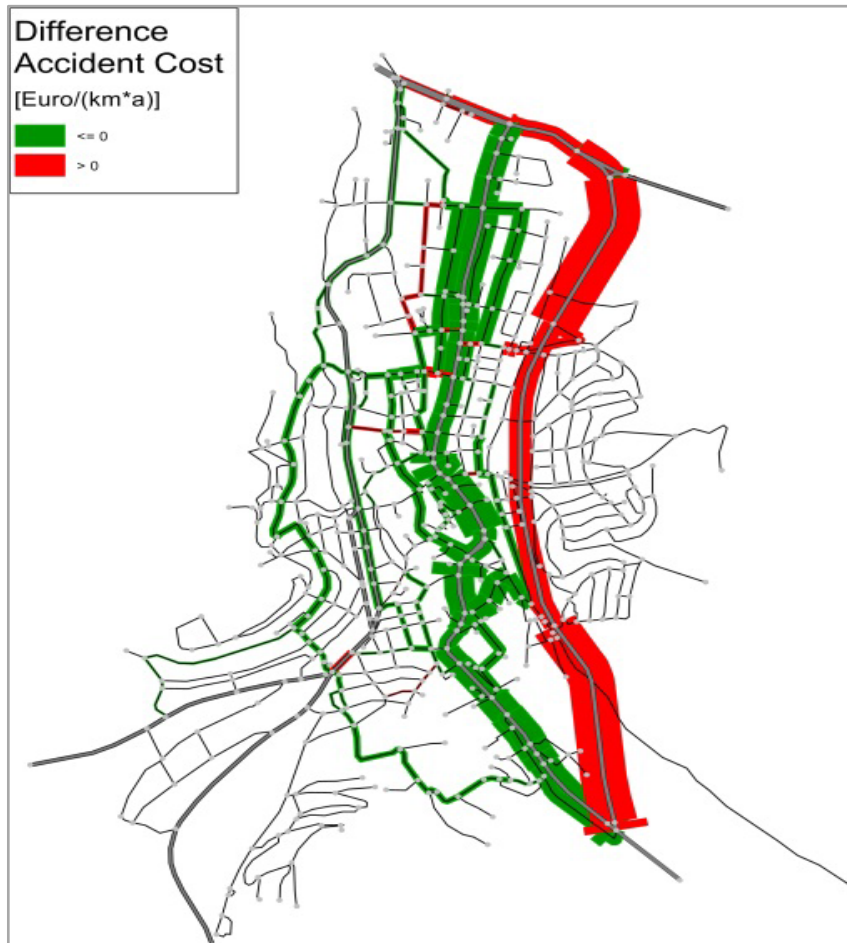 Difference
Accident Cost
[Euro/(km*a)]
<= 0
> 0